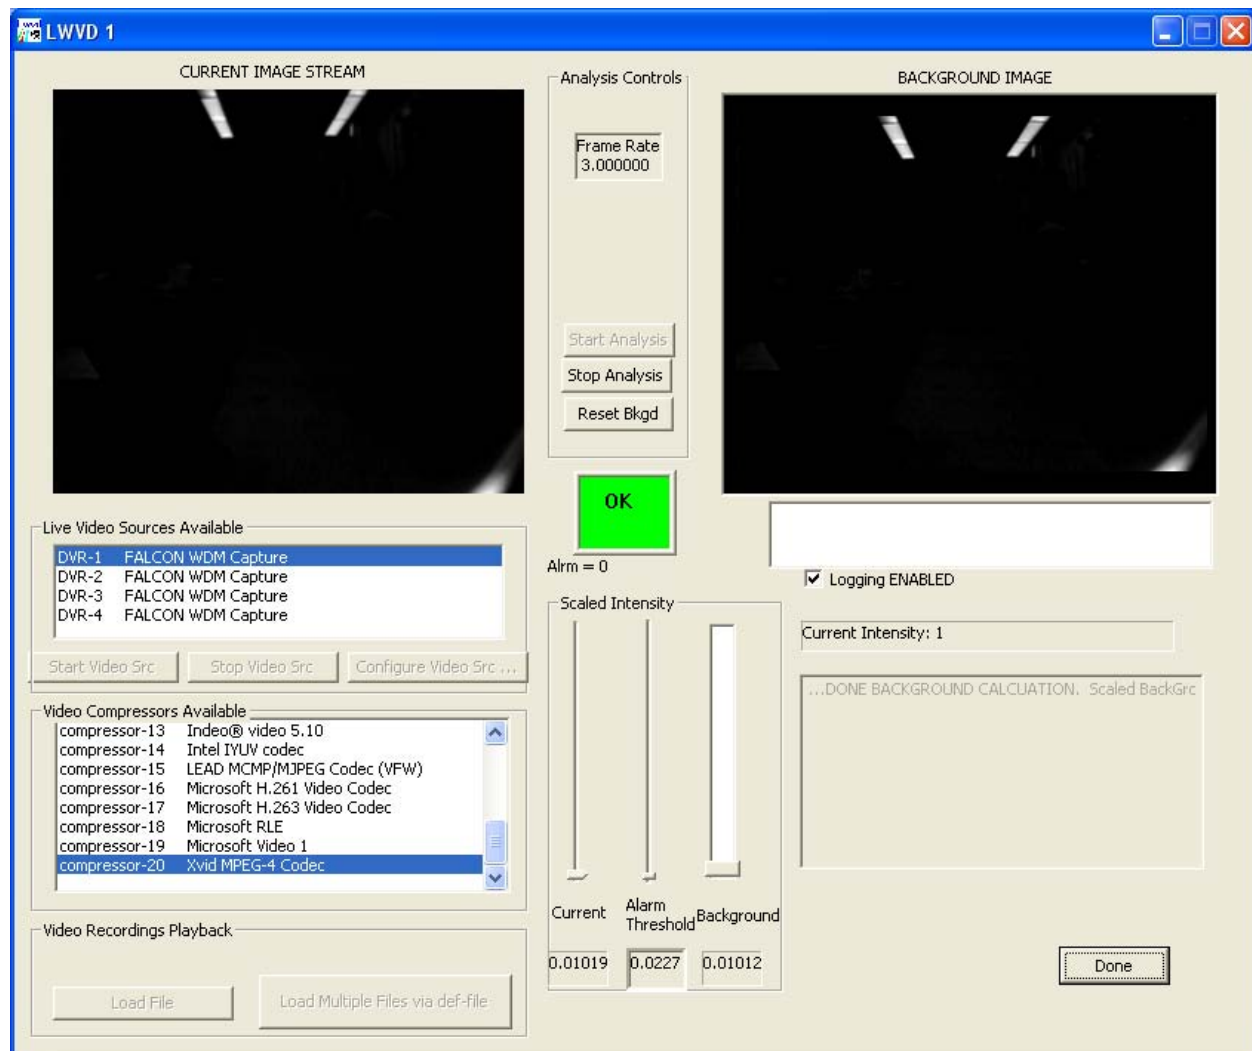 LWVD 1
CURRENT IMAGE STREAM
Analysis Controls
BACKGROUND IMAGE
Frame Rate
3.000000
Start Analysis
Stop Analysis
Reset Bkgd
OK
Alrm = 0
Live Video Sources Available
DVR-1 FALCON WDM Capture
DVR-2 FALCON WDM Capture
DVR-3 FALCON WDM Capture
DVR-4 FALCON WDM Capture
Start Video Src
Stop Video Src
Configure Video Src ...
Video Compressors Available
compressor-13 Indeo® video 5.10
compressor-14 Intel IYUV codec
compressor-15 LEAD MCMP/MJPEG Codec (VFW)
compressor-16 Microsoft H.261 Video Codec
compressor-17 Microsoft H.263 Video Codec
compressor-18 Microsoft RLE
compressor-19 Microsoft Video 1
compressor-20 Xvid MPEG-4 Codec
Video Recordings Playback
Load File
Load Multiple Files via def-file
Scaled Intensity
Current
Alarm
Threshold
Background
0.01019
0.0227
0.01012
Logging ENABLED
Current Intensity: 1
...DONE BACKGROUND CALCUATION. Scaled BackGrc
Done